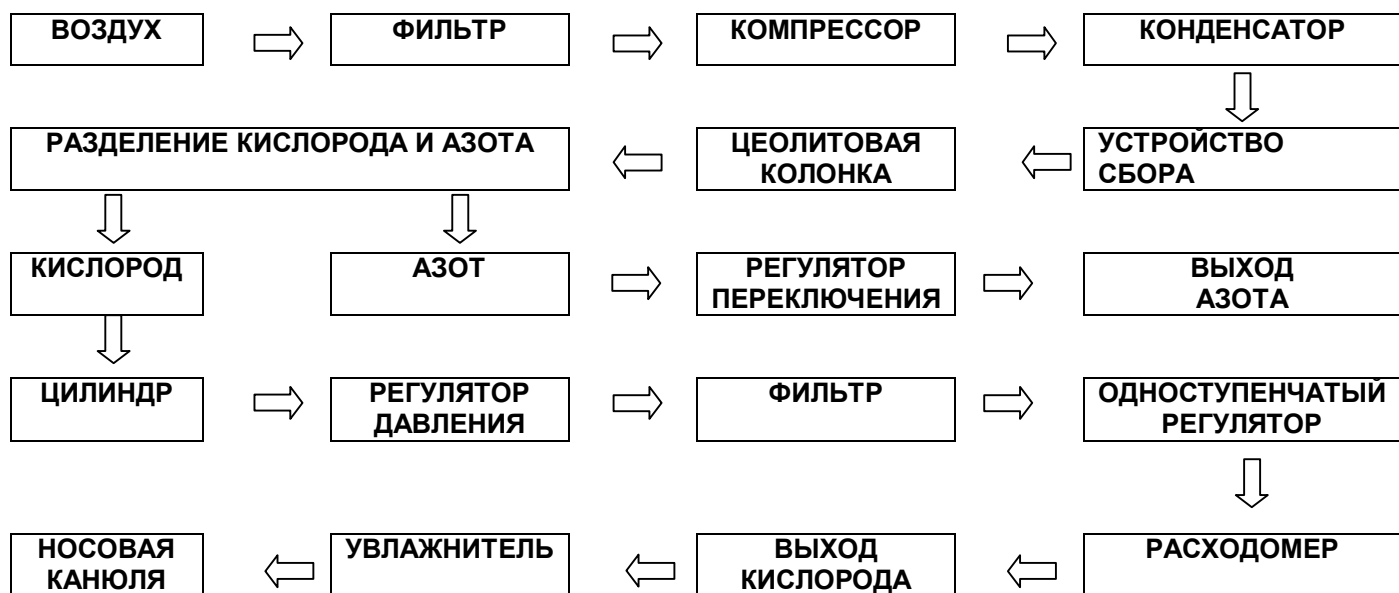 ВОЗДУХ
ФИЛЬТР
КОМПРЕССОР
КОНДЕНСАТОР
РАЗДЕЛЕНИЕ КИСЛОРОДА И АЗОТА
ЦЕОЛИТОВАЯ
КОЛОНКА
УСТРОЙСТВО
СБОРА
КИСЛОРОД
АЗОТ
РЕГУЛЯТОР
ПЕРЕКЛЮЧЕНИЯ
ВЫХОД
АЗОТА
ЦИЛИНДР
РЕГУЛЯТОР
ДАВЛЕНИЯ
ФИЛЬТР
ОДНОСТУПЕНЧАТЫЙ
РЕГУЛЯТОР
НОСОВАЯ
КАНЮЛЯ
УВЛАЖНИТЕЛЬ
ВЫХОД
КИСЛОРОДА
РАСХОДОМЕР